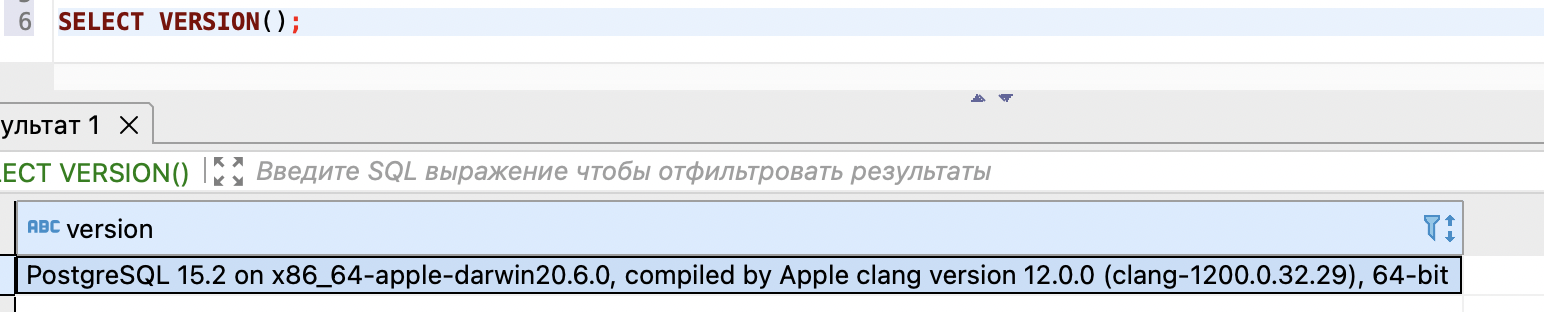 6 SELECT VERSION();
ультат 1
ECT VERSION() Введите SQL выражение чтобы отфильтровать результаты
ABC version
PostgreSQL 15.2 on x86_64-apple-darwin20.6.0, compiled by Apple clang version 12.0.0 (clang-1200.0.32.29), 64-bit